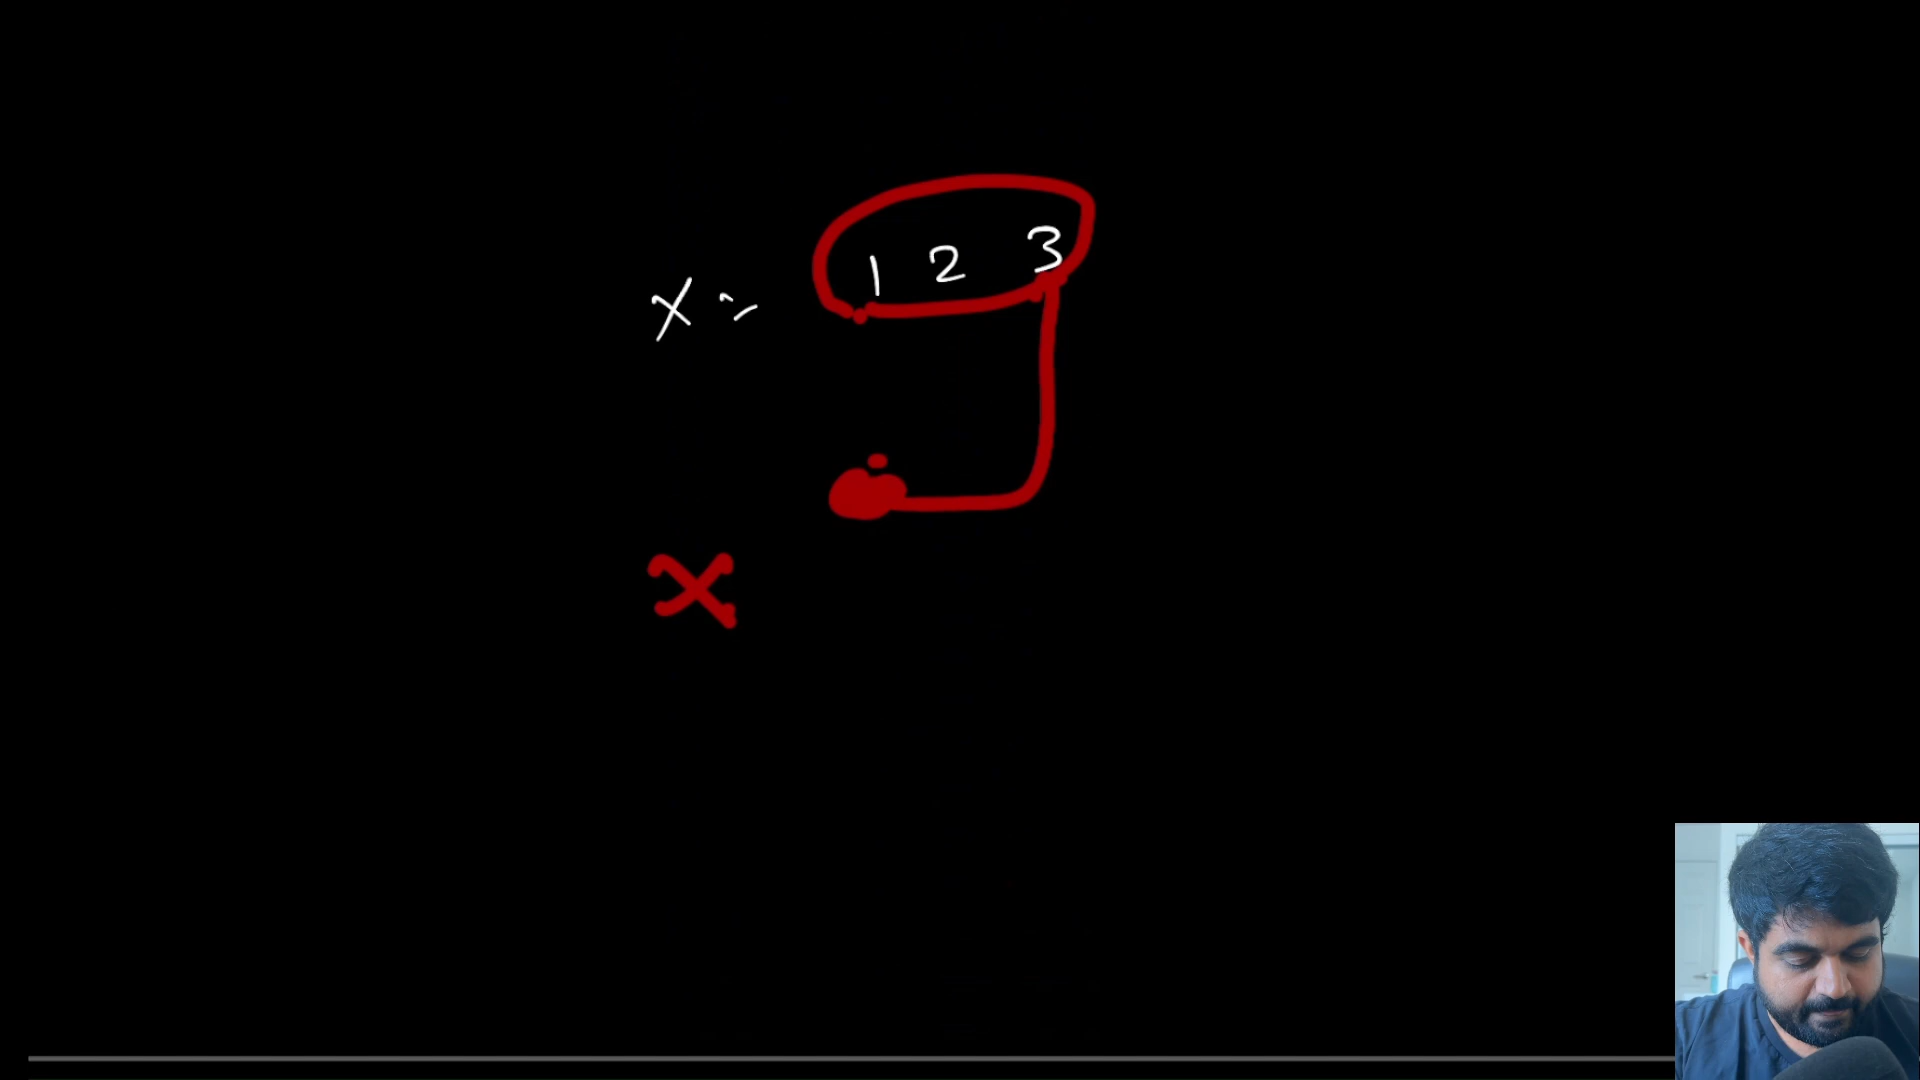 x = 1 2 3
x